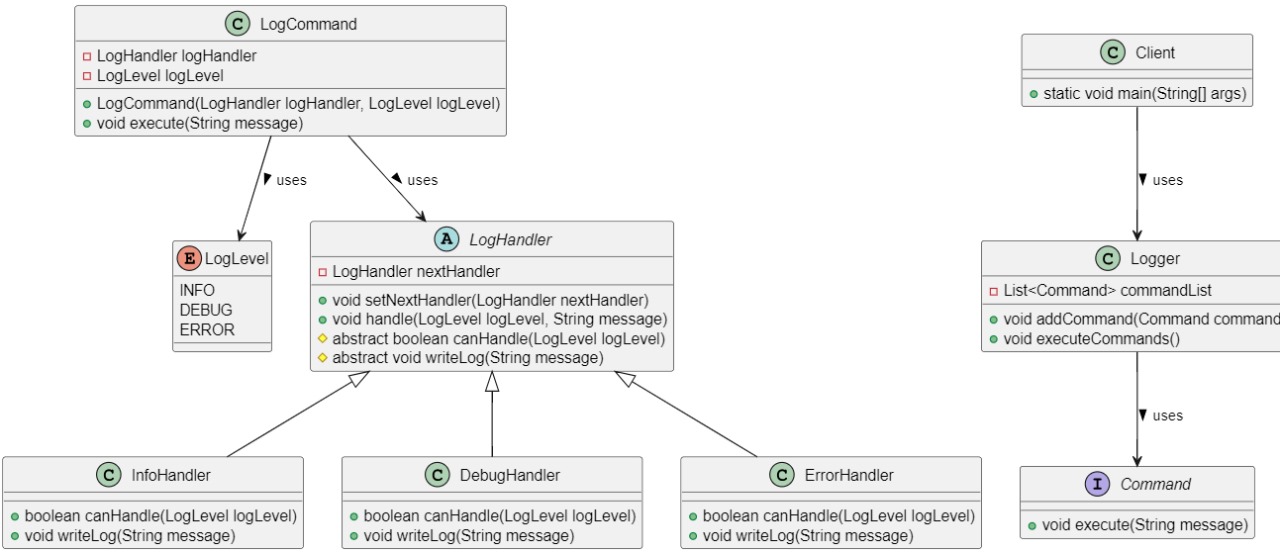 C LogCommand
LogHandler logHandler
LogLevel logLevel
LogCommand(LogHandler logHandler, LogLevel logLevel)
void execute(String message)
uses
uses
E LogLevel
INFO
DEBUG
ERROR
A LogHandler
LogHandler nextHandler
void setNextHandler(LogHandler nextHandler)
void handle(LogLevel logLevel, String message)
abstract boolean canHandle(LogLevel logLevel)
abstract void writeLog(String message)
C InfoHandler
boolean canHandle(LogLevel logLevel)
void writeLog(String message)
C DebugHandler
boolean canHandle(LogLevel logLevel)
void writeLog(String message)
C ErrorHandler
boolean canHandle(LogLevel logLevel)
void writeLog(String message)
C Client
static void main(String[] args)
uses
C Logger
List<Command> commandList
void addCommand(Command command
void executeCommands()
uses
I Command
void execute(String message)